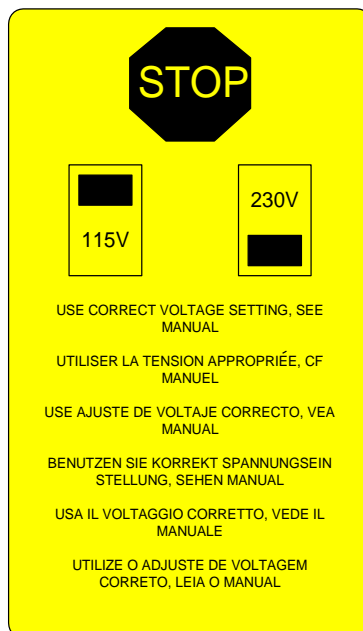 STOP
115V
230V
USE CORRECT VOLTAGE SETTING, SEE
MANUAL
UTILISER LA TENSION APPROPRIÉE, CF
MANUEL
USE AJUSTE DE VOLTAJE CORRECTO, VEA
MANUAL
BENUTZEN SIE KORREKT SPANNUNGSEIN
STELLUNG, SEHEN MANUAL
USA IL VOLTAGGIO CORRETTO, VEDE IL
MANUALE
UTILIZE O ADJUSTE DE VOLTAGEM
CORRETO, LEIA O MANUAL